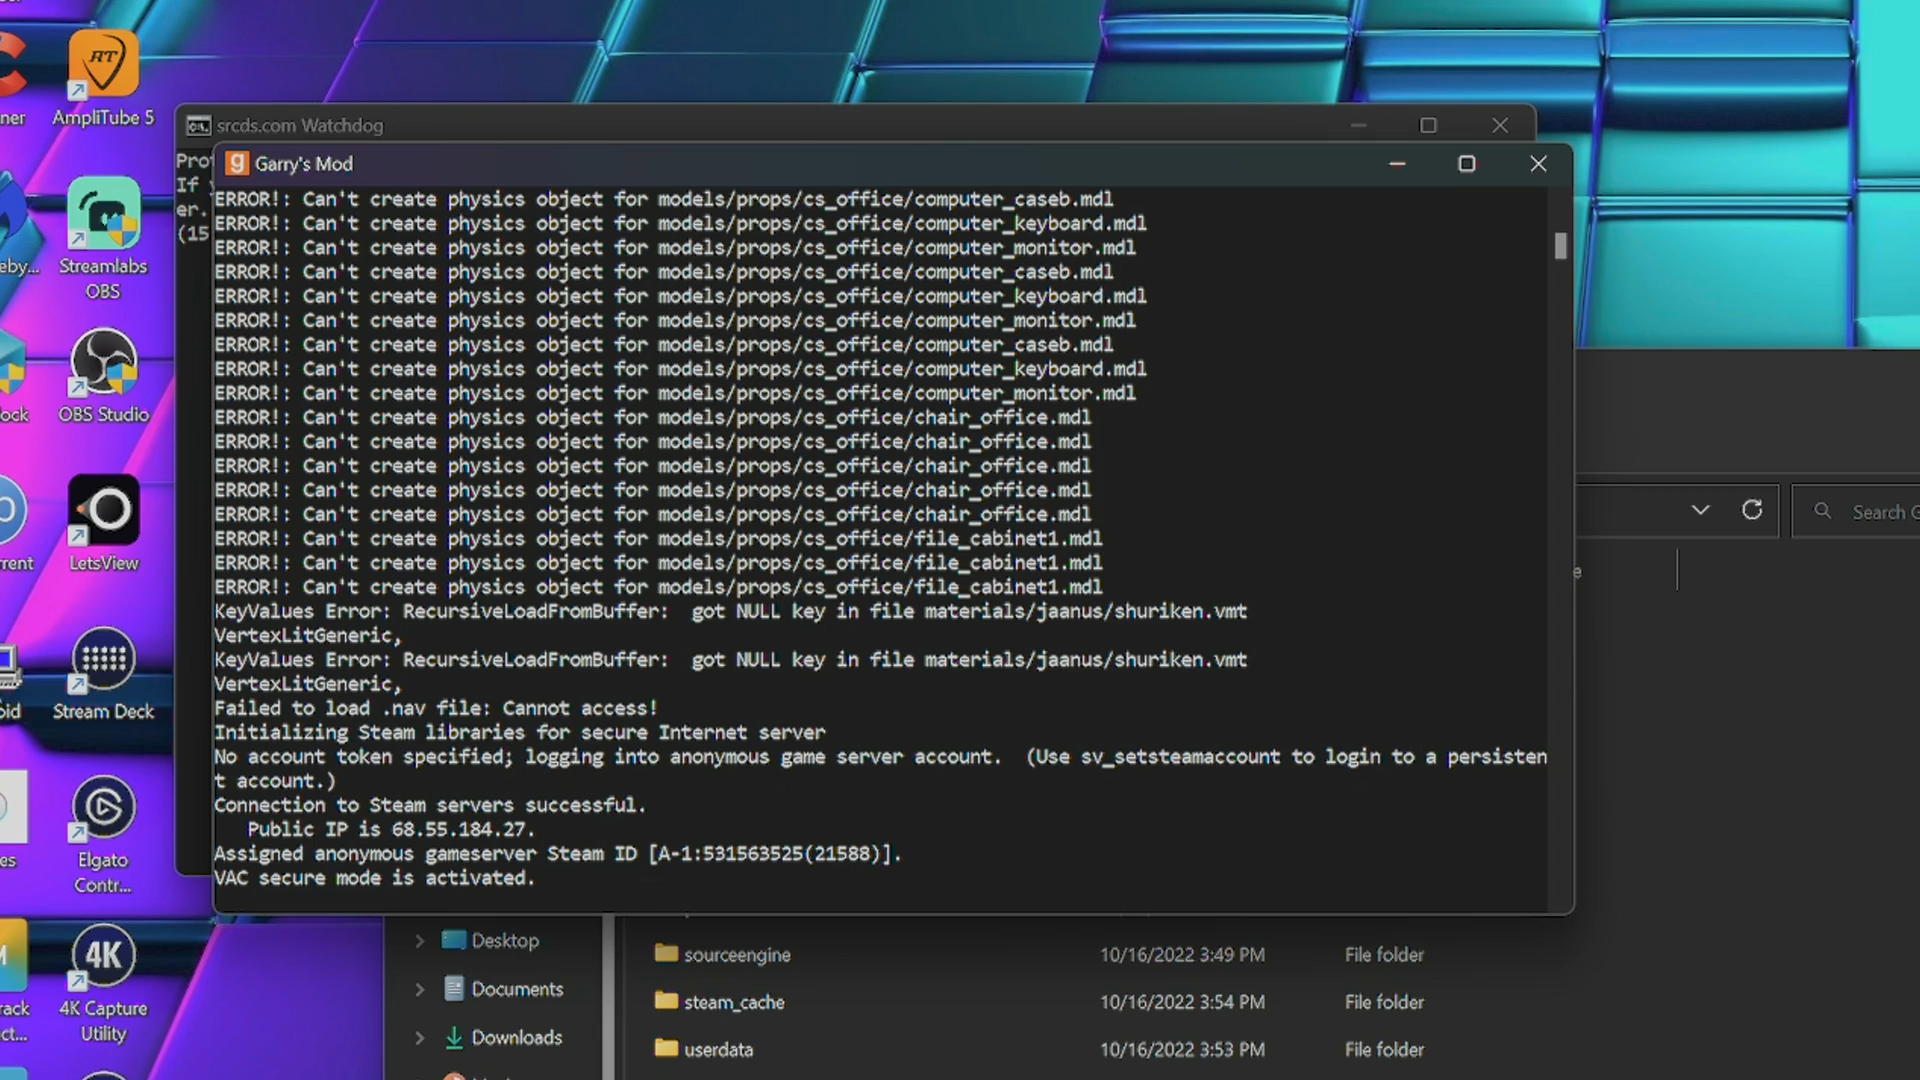 ner
AmpliTube 5
eby...
Streamlabs
OBS
ock
OBS Studio
rent
LetsView
oid
Stream Deck
es
Elgato
Contr...
rack
ct...
4K
4K Capture
Utility
srcds.com Watchdog
Pro
If
er.
(15
g Garry's Mod
ERROR!: Can't create physics object for models/props/cs_office/computer_caseb.mdl
ERROR!: Can't create physics object for models/props/cs_office/computer_keyboard.mdl
ERROR!: Can't create physics object for models/props/cs_office/computer_monitor.mdl
ERROR!: Can't create physics object for models/props/cs_office/computer_caseb.mdl
ERROR!: Can't create physics object for models/props/cs_office/computer_keyboard.mdl
ERROR!: Can't create physics object for models/props/cs_office/computer_monitor.mdl
ERROR!: Can't create physics object for models/props/cs_office/computer_caseb.mdl
ERROR!: Can't create physics object for models/props/cs_office/computer_keyboard.mdl
ERROR!: Can't create physics object for models/props/cs_office/computer_monitor.mdl
ERROR!: Can't create physics object for models/props/cs_office/chair_office.mdl
ERROR!: Can't create physics object for models/props/cs_office/chair_office.mdl
ERROR!: Can't create physics object for models/props/cs_office/chair_office.mdl
ERROR!: Can't create physics object for models/props/cs_office/chair_office.mdl
ERROR!: Can't create physics object for models/props/cs_office/chair_office.mdl
ERROR!: Can't create physics object for models/props/cs_office/file_cabinet1.mdl
ERROR!: Can't create physics object for models/props/cs_office/file_cabinet1.mdl
ERROR!: Can't create physics object for models/props/cs_office/file_cabinet1.mdl
KeyValues Error: RecursiveLoadFromBuffer:  got NULL key in file materials/jaanus/shuriken.vmt
VertexLitGeneric,
KeyValues Error: RecursiveLoadFromBuffer:  got NULL key in file materials/jaanus/shuriken.vmt
VertexLitGeneric,
Failed to load .nav file: Cannot access!
Initializing Steam libraries for secure Internet server
No account token specified; logging into anonymous game server account.  (Use sv_setsteamaccount to login to a persisten
t account.)
Connection to Steam servers successful.
   Public IP is 68.55.184.27.
Assigned anonymous gameserver Steam ID [A-1:531563525(21588)].
VAC secure mode is activated.
Search G
e
Desktop
Documents
Downloads
sourceengine 10/16/2022 3:49 PM File folder
steam_cache 10/16/2022 3:54 PM File folder
userdata 10/16/2022 3:53 PM File folder